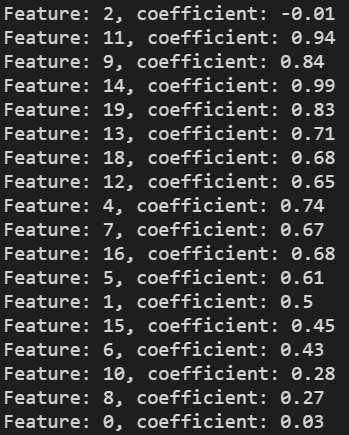 Feature: 2, coefficient: -0.01
Feature: 11, coefficient: 0.94
Feature: 9, coefficient: 0.84
Feature: 14, coefficient: 0.99
Feature: 19, coefficient: 0.83
Feature: 13, coefficient: 0.71
Feature: 18, coefficient: 0.68
Feature: 12, coefficient: 0.65
Feature: 4, coefficient: 0.74
Feature: 7, coefficient: 0.67
Feature: 16, coefficient: 0.68
Feature: 5, coefficient: 0.61
Feature: 1, coefficient: 0.5
Feature: 15, coefficient: 0.45
Feature: 6, coefficient: 0.43
Feature: 10, coefficient: 0.28
Feature: 8, coefficient: 0.27
Feature: 0, coefficient: 0.03